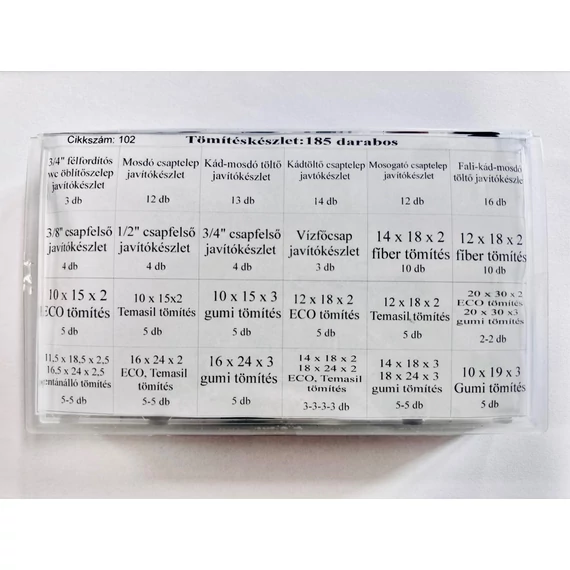 Cikkszám: 102
Tömítéskészlet:185 darabos
3/4" félfordítós
wc öblítőszelep
javítókészlet
3 db
Mosdó csaptelep
javítókészlet
12 db
Kád-mosdó töltő
javítókészlet
13 db
Kádtöltő csaptelep
javítókészlet
14 db
Mosogató csaptelep
javítókészlet
12 db
Fali-kád-mosdó
töltő javítókészlet
16 db
3/8" csapfelső
javítókészlet
4 db
1/2" csapfelső
javítókészlet
4 db
3/4" csapfelső
javítókészlet
4 db
Vízfőcsap
javítókészlet
3 db
14 x 18 x 2
fiber tömítés
10 db
12 x 18 x 2
fiber tömítés
10 db
10 x 15 x 2
ECO tömítés
5 db
10 x 15x2
Temasil tömítés
5 db
10 x 15 x 3
gumi tömítés
5 db
12 x 18 x 2
ECO tömítés
5 db
12 x 18 x 2
Temasil tömítés
5 db
20 x 30 x 2
ECO tömítés
20 x 30 x3
gumi tömítés
2-2 db
11,5 x 18,5 x 2,5
16,5 x 24 x 2,5
tömítés
5-5 db
16 x 24 x 2
ECO, Temasil
tömítés
5-5 db
16 x 24 x 3
gumi tömítés
5 db
14 x 18 x 2
18 x 24 x 2
ECO, Temasil
tömítés
3-3-3-3 db
14 x 18 x 3
18 x 24 x 3
gumi tömítés
5-5 db
10 x 19 x 3
Gumi tömítés
5 db